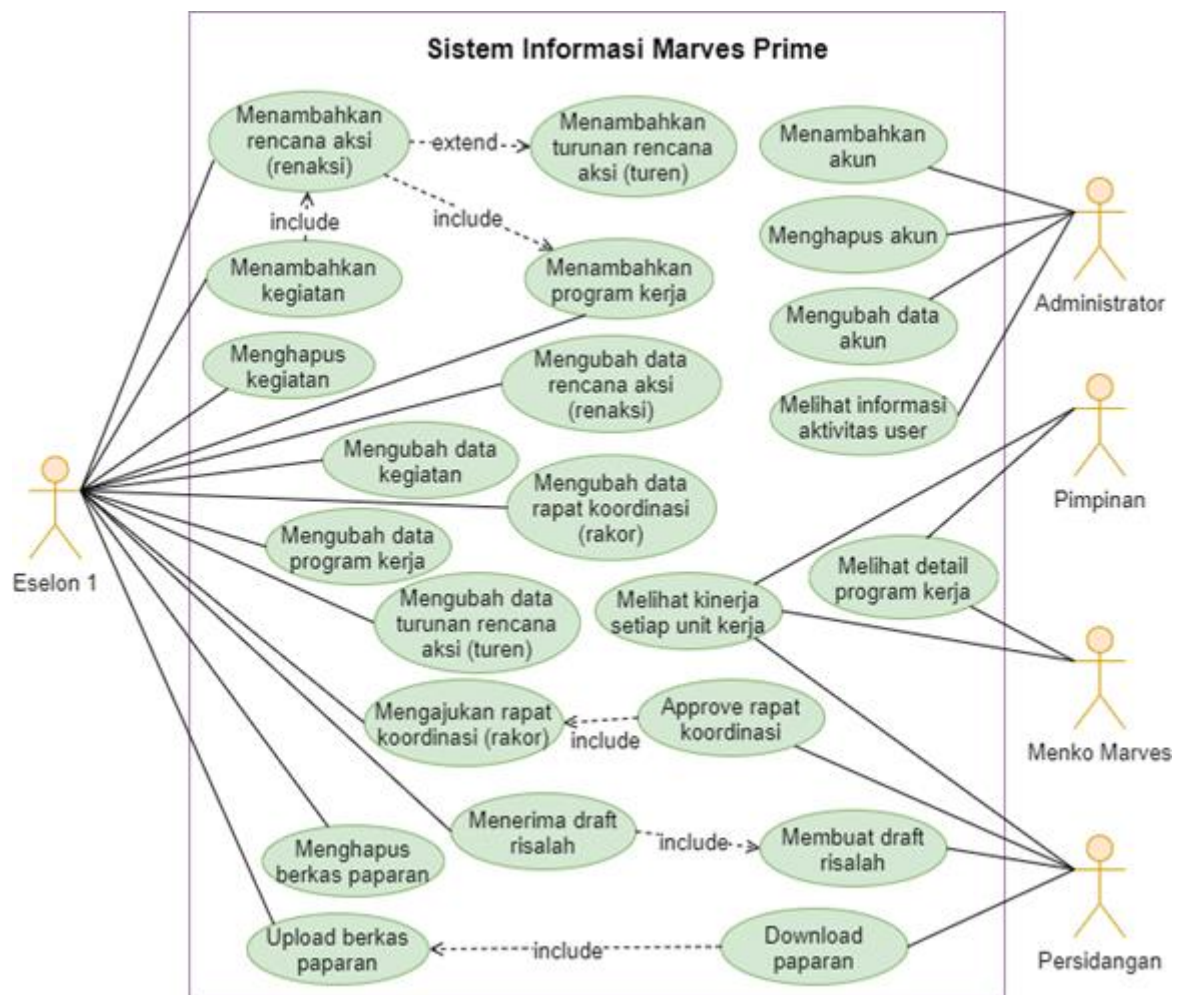 Sistem Informasi Marves Prime
Menambahkan
rencana aksi
(renaksi)
extend
Menambahkan
turunan rencana
aksi (turen)
Menambahkan
akun
include
include
Menghapus akun
Menambahkan
kegiatan
Menambahkan
program kerja
Administrator
Mengubah data
akun
Menghapus
kegiatan
Mengubah data
rencana aksi
(renaksi)
Melihat informasi
aktivitas user
Mengubah data
kegiatan
Mengubah data
rapat koordinasi
(rakor)
Pimpinan
Eselon 1
Mengubah data
program kerja
Melihat detail
program kerja
Mengubah data
turunan rencana
aksi (turen)
Melihat kinerja
setiap unit kerja
Mengajukan rapat
koordinasi (rakor)
include
Approve rapat
koordinasi
Menko Marves
Menerima draft
risalah
include
Membuat draft
risalah
Menghapus
berkas paparan
Upload berkas
paparan
include
Download
paparan
Persidangan